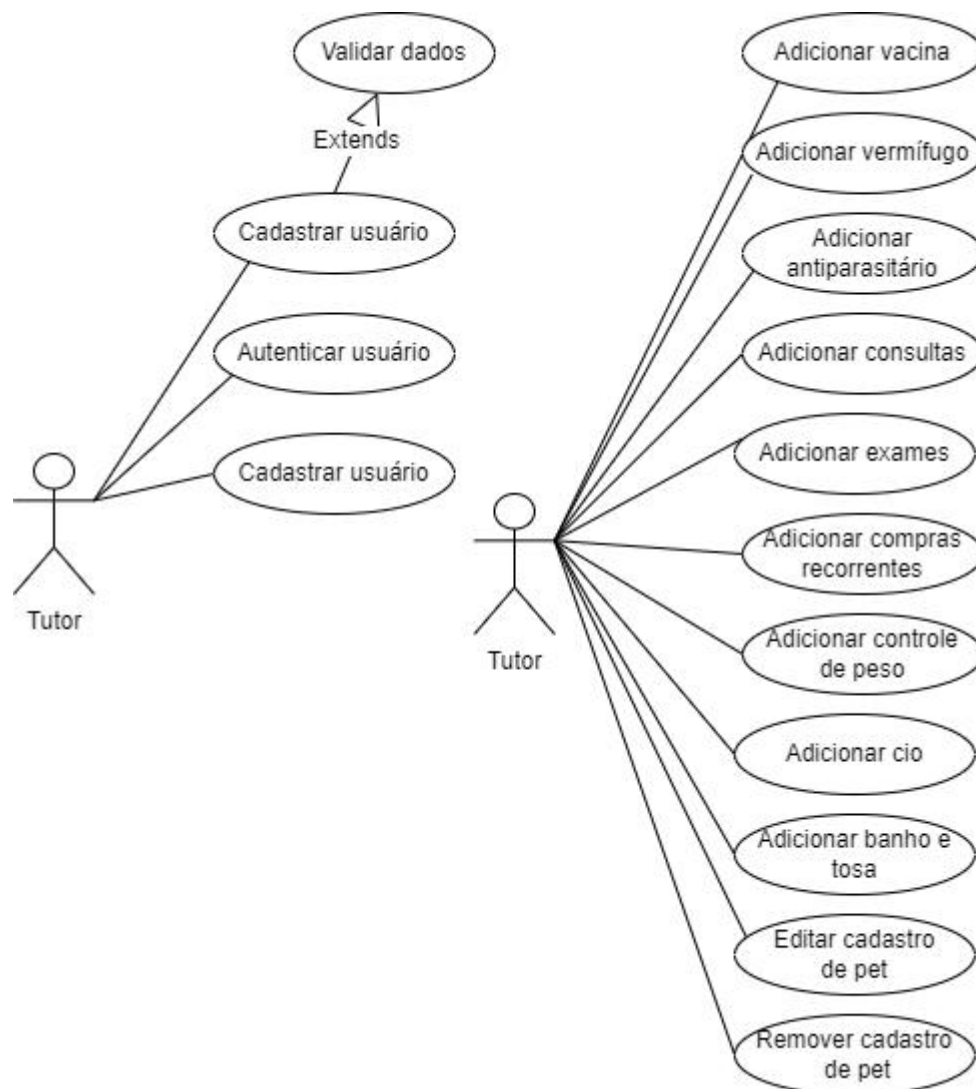 Validar dados
Extends
Cadastrar usuário
Autenticar usuário
Cadastrar usuário
Tutor
Adicionar vacina
Adicionar vermífugo
Adicionar
antiparasitário
Adicionar consultas
Adicionar exames
Adicionar compras
recorrentes
Adicionar controle
de peso
Adicionar cio
Adicionar banho e
tosa
Editar cadastro
de pet
Remover cadastro
de pet
Tutor